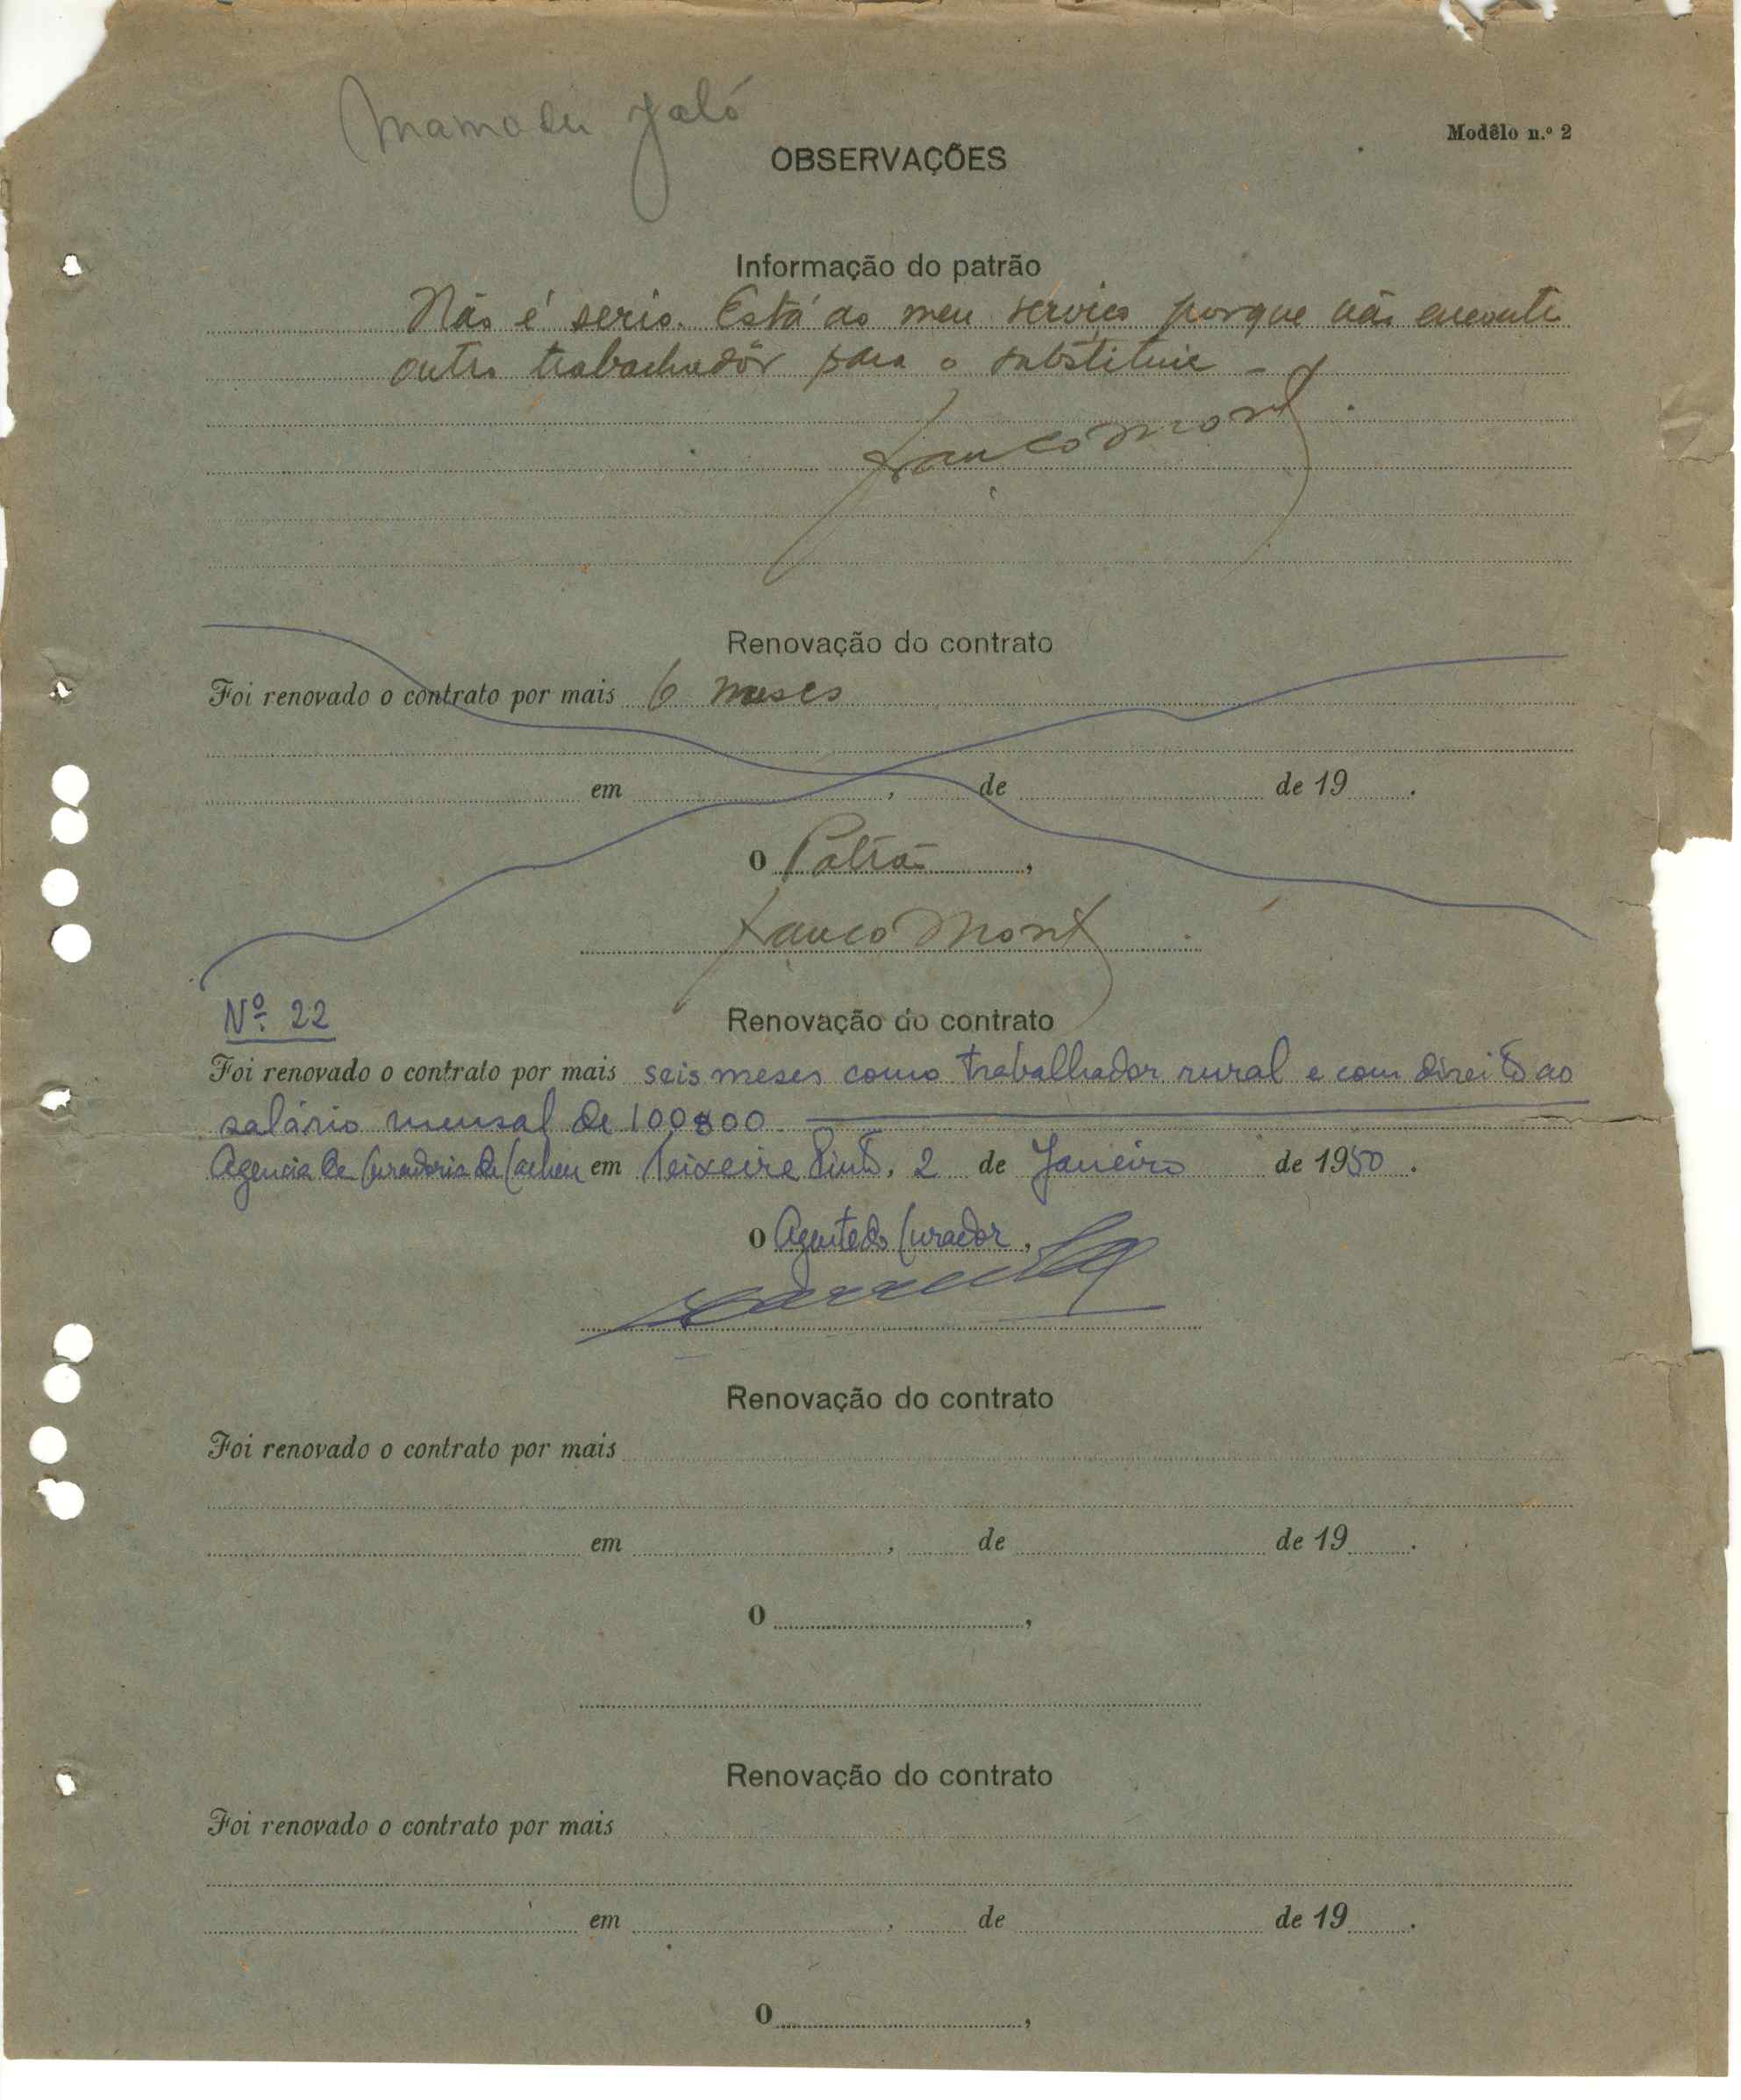 Mamadu Jaló
Modêlo n.º 2
OBSERVAÇÕES
Informação do patrão
Não é serio. Está ao meu serviço porque não encontro
outro trabachadôr para o substituir -
Franco Mont
Renovação do contrato
Foi renovado o contrato por mais 6 meses
em , de de 19 .
O Patrão ,
Franco Mont
Nº 22
Renovação do contrato
Foi renovado o contrato por mais seis meses como trabalhador rural e com direito ao
salário mensal de 100$00
Agencia de Curadoria de Cacheu em Teixeira Pinto, 2 de Janeiro de 1950 .
O Agente do Curador ,
Renovação do contrato
Foi renovado o contrato por mais
em , de de 19 .
O ,
Renovação do contrato
Foi renovado o contrato por mais
em , de de 19 .
O ,